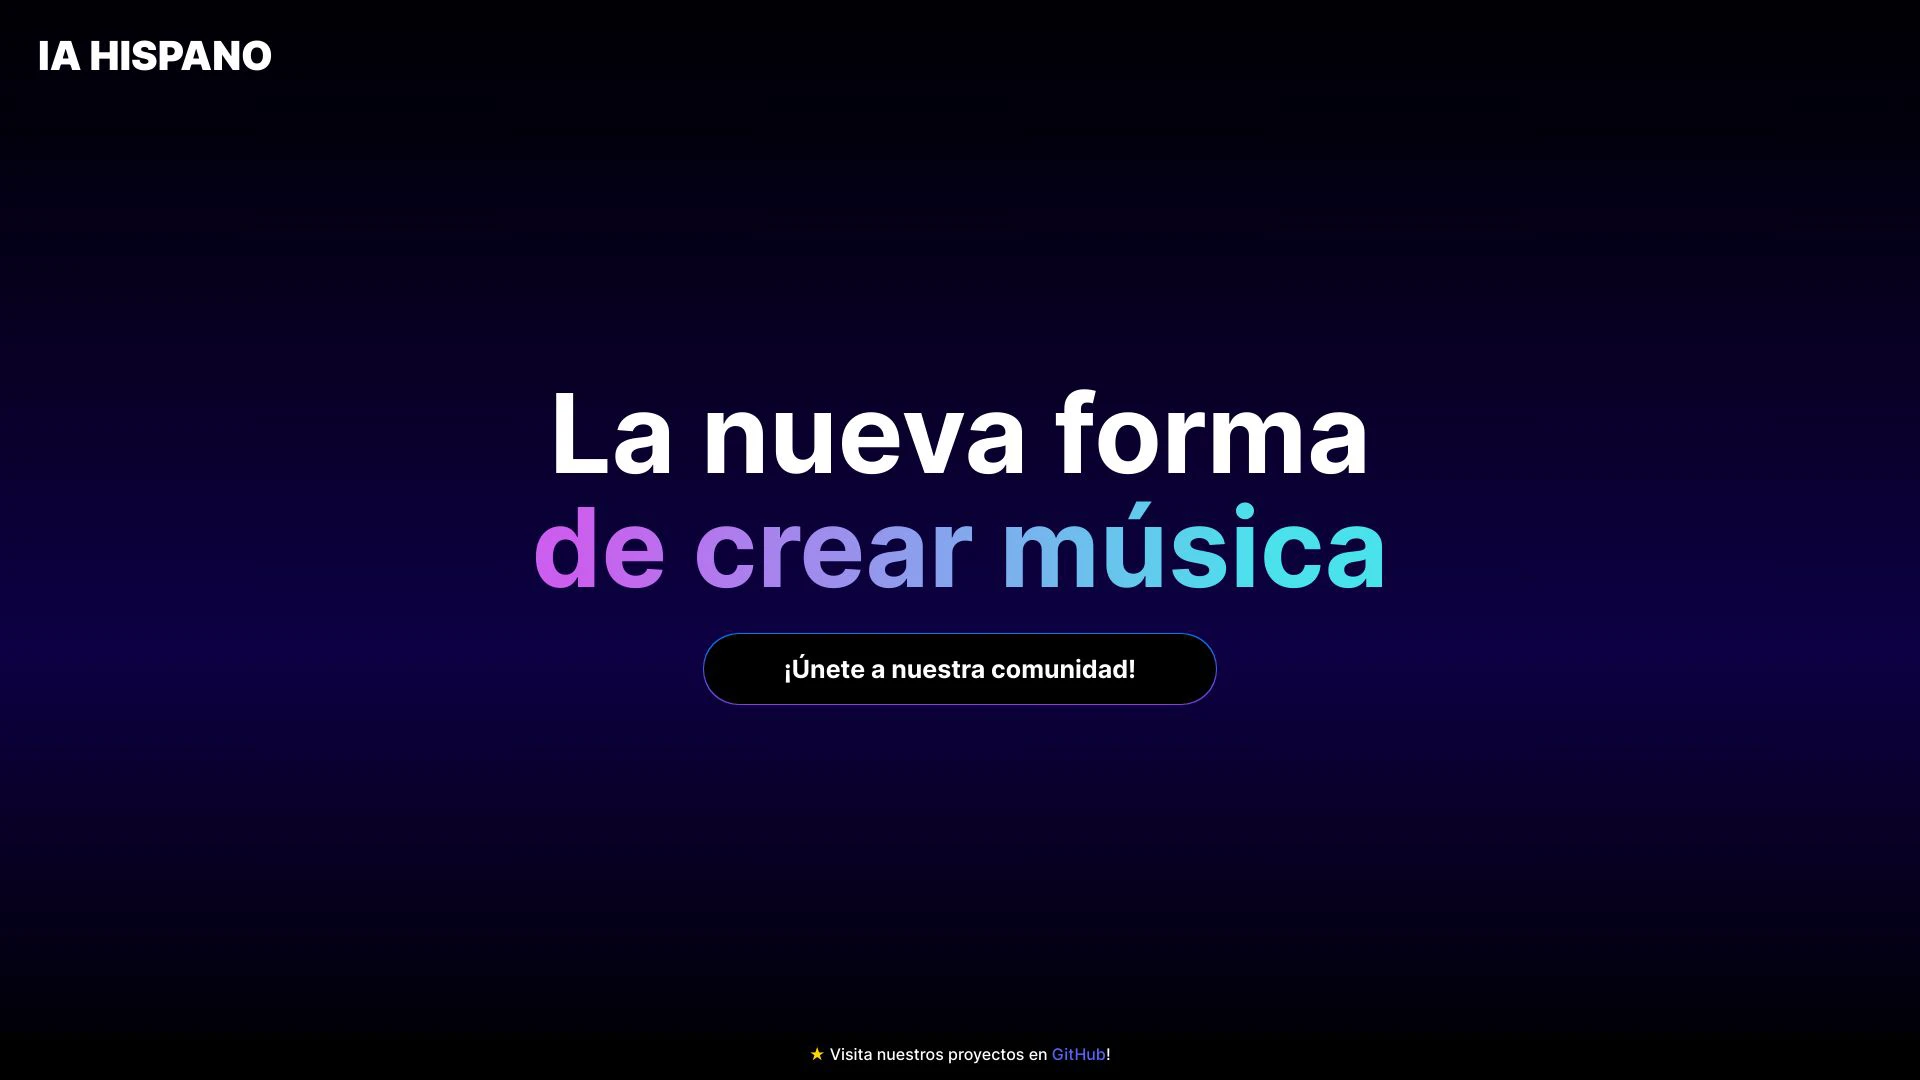 IA HISPANO
La nueva forma
de crear música
¡Únete a nuestra comunidad!
★ Visita nuestros proyectos en GitHub!